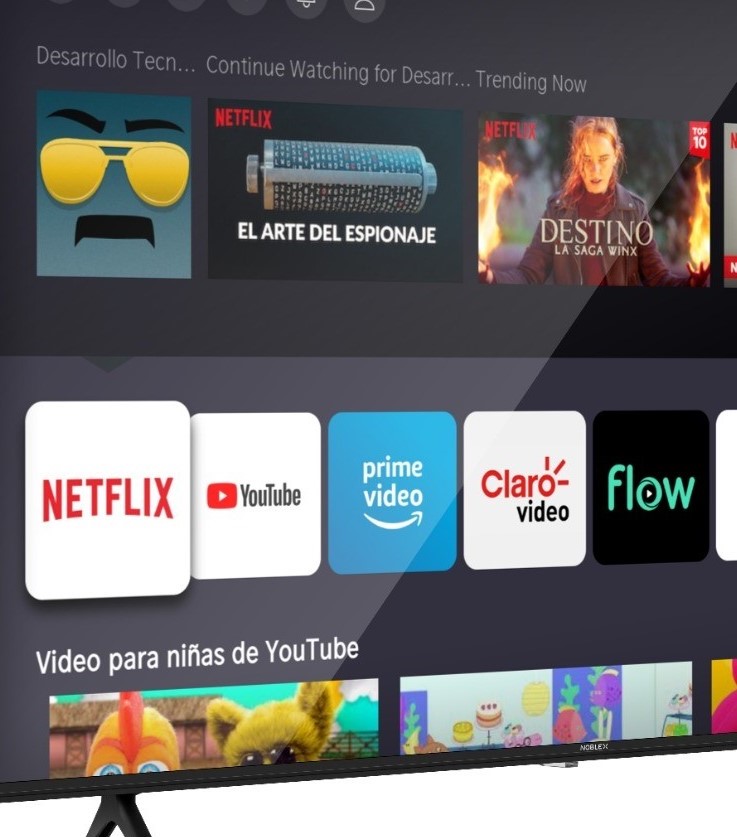 Desarrollo Tecn... Continue Watching for Desarr... Trending Now
NETFLIX
EL ARTE DEL ESPIONAJE
NETFLIX
TOP
10
DESTINO
LA SAGA WINX
N
N
NETFLIX
YouTube
prime
video
Claro-
video
flow
Video para niñas de YouTube
NOBLEX